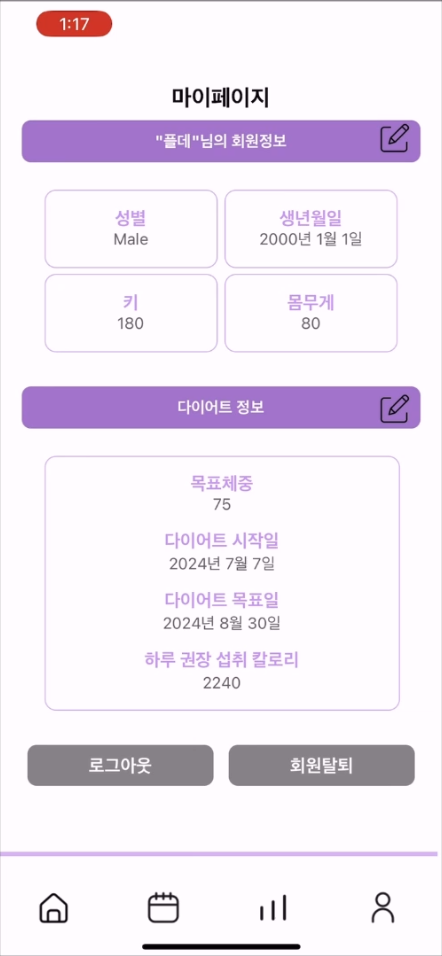 1:17
마이페이지
"플데"님의 회원정보
성별
Male
생년월일
2000년 1월 1일
키
180
몸무게
80
다이어트 정보
목표체중
75
다이어트 시작일
2024년 7월 7일
다이어트 목표일
2024년 8월 30일
하루 권장 섭취 칼로리
2240
로그아웃
회원탈퇴